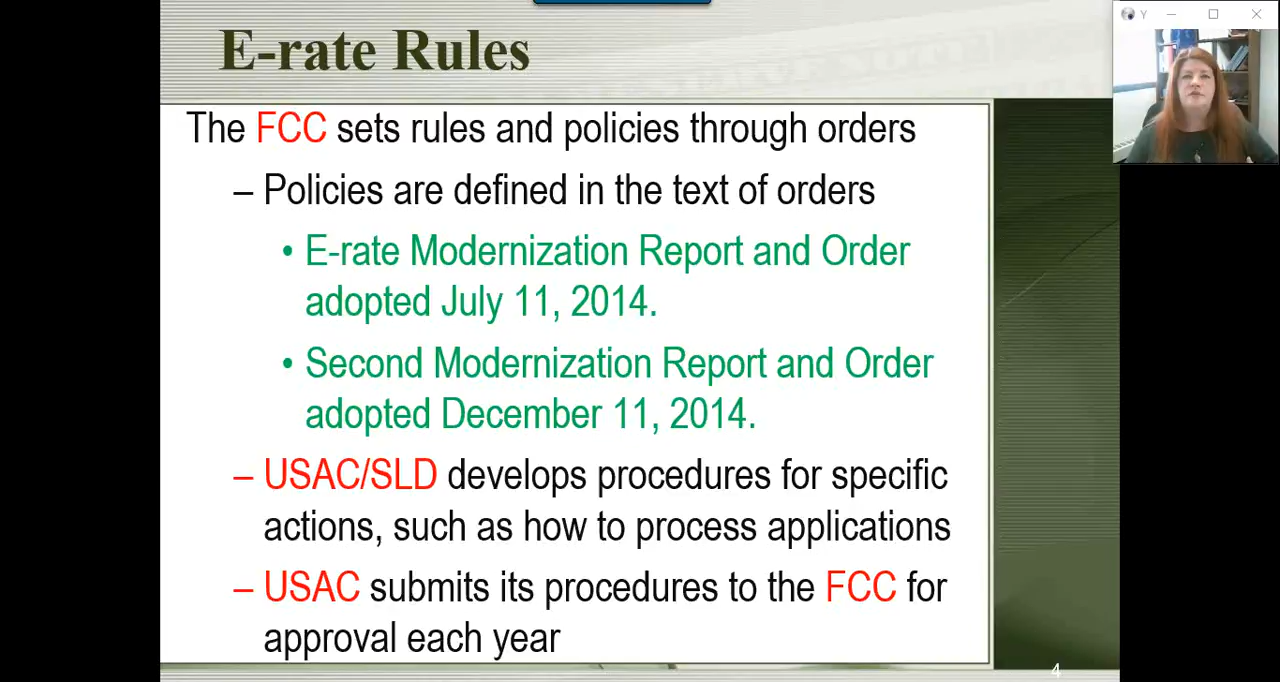 E-rate Rules
Y
The FCC sets rules and policies through orders
– Policies are defined in the text of orders
• E-rate Modernization Report and Order
adopted July 11, 2014.
• Second Modernization Report and Order
adopted December 11, 2014.
– USAC/SLD develops procedures for specific
actions, such as how to process applications
– USAC submits its procedures to the FCC for
approval each year
4